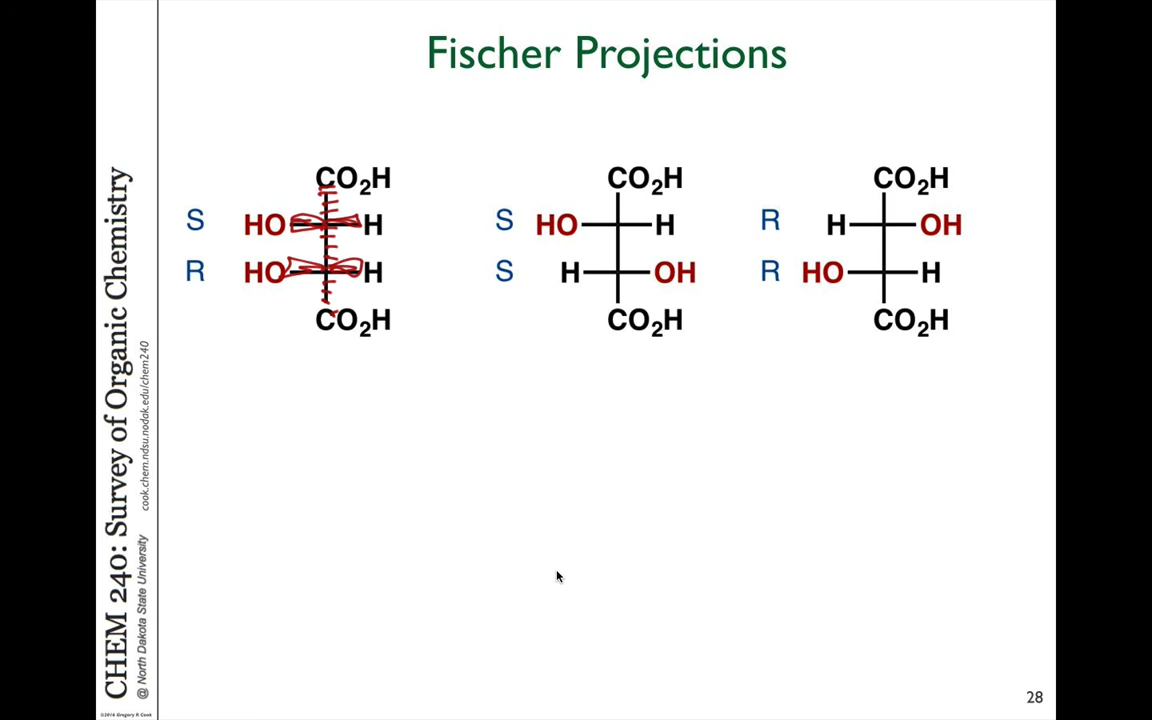 Fischer Projections
CO₂H
S HO H
R HO H
CO₂H
CO₂H
S HO H
S H OH
CO₂H
CO₂H
R H OH
R HO H
CO₂H
CHEM 240: Survey of Organic Chemistry
@ North Dakota State University cook.chem.ndsu.nodak.edu/chem240
©2016 Gregory R Cook
28